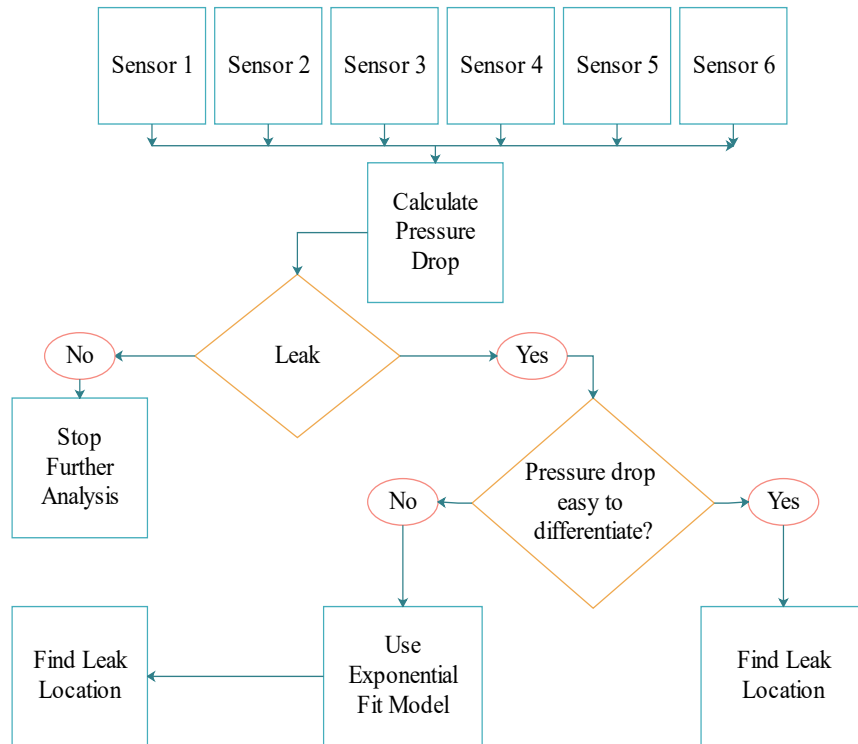 Sensor 1
Sensor 2
Sensor 3
Sensor 4
Sensor 5
Sensor 6
Calculate
Pressure
Drop
No
Leak
Yes
Stop
Further
Analysis
No
Pressure drop
easy to
differentiate?
Yes
Find Leak
Location
Use
Exponential
Fit Model
Find Leak
Location